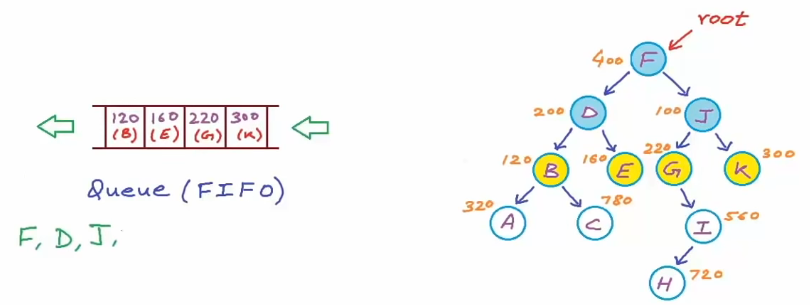 root
400 F
200 D 100 J
120 160 220 300
(B) (E) (G) (K)
120 B 160 E 220 G K 300
Queue (FIFO)
320 A C 780 I 560
F, D, J,
H 720